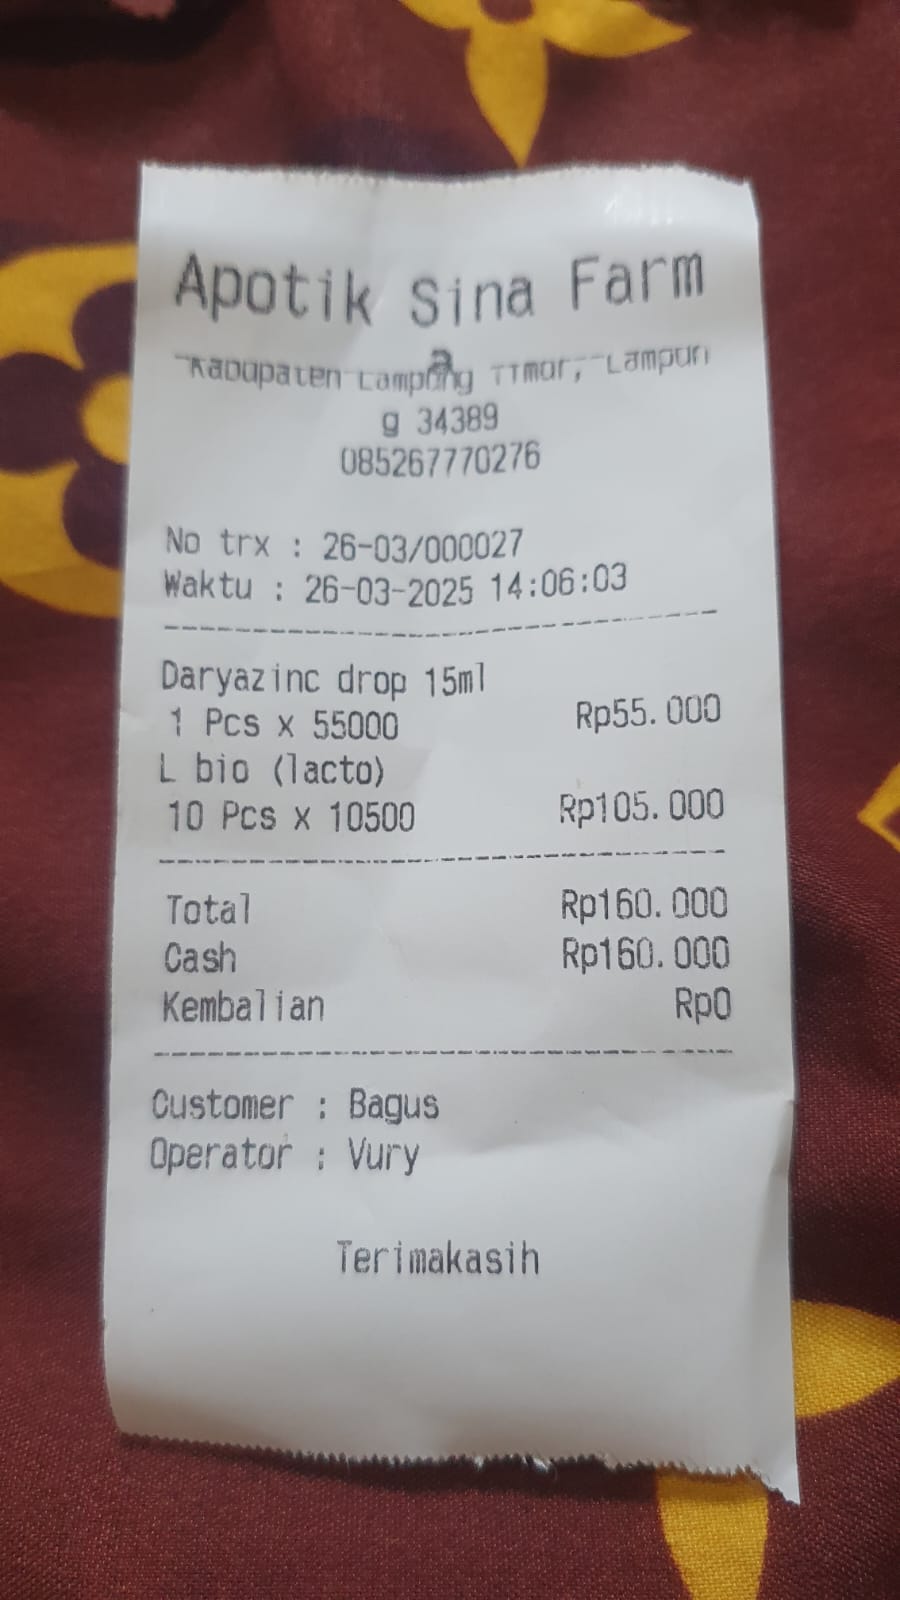 Apotik Sina Farm
a
Kabupaten Lampung Timur, Lampun
g 34389
085267770276
No trx : 26-03/000027
Waktu : 26-03-2025 14:06:03
Daryazinc drop 15ml
1 Pcs x 55000 Rp55.000
L bio (lacto)
10 Pcs x 10500 Rp105.000
Total Rp160.000
Cash Rp160.000
Kembalian Rp0
Customer : Bagus
Operator : Vury
Terimakasih